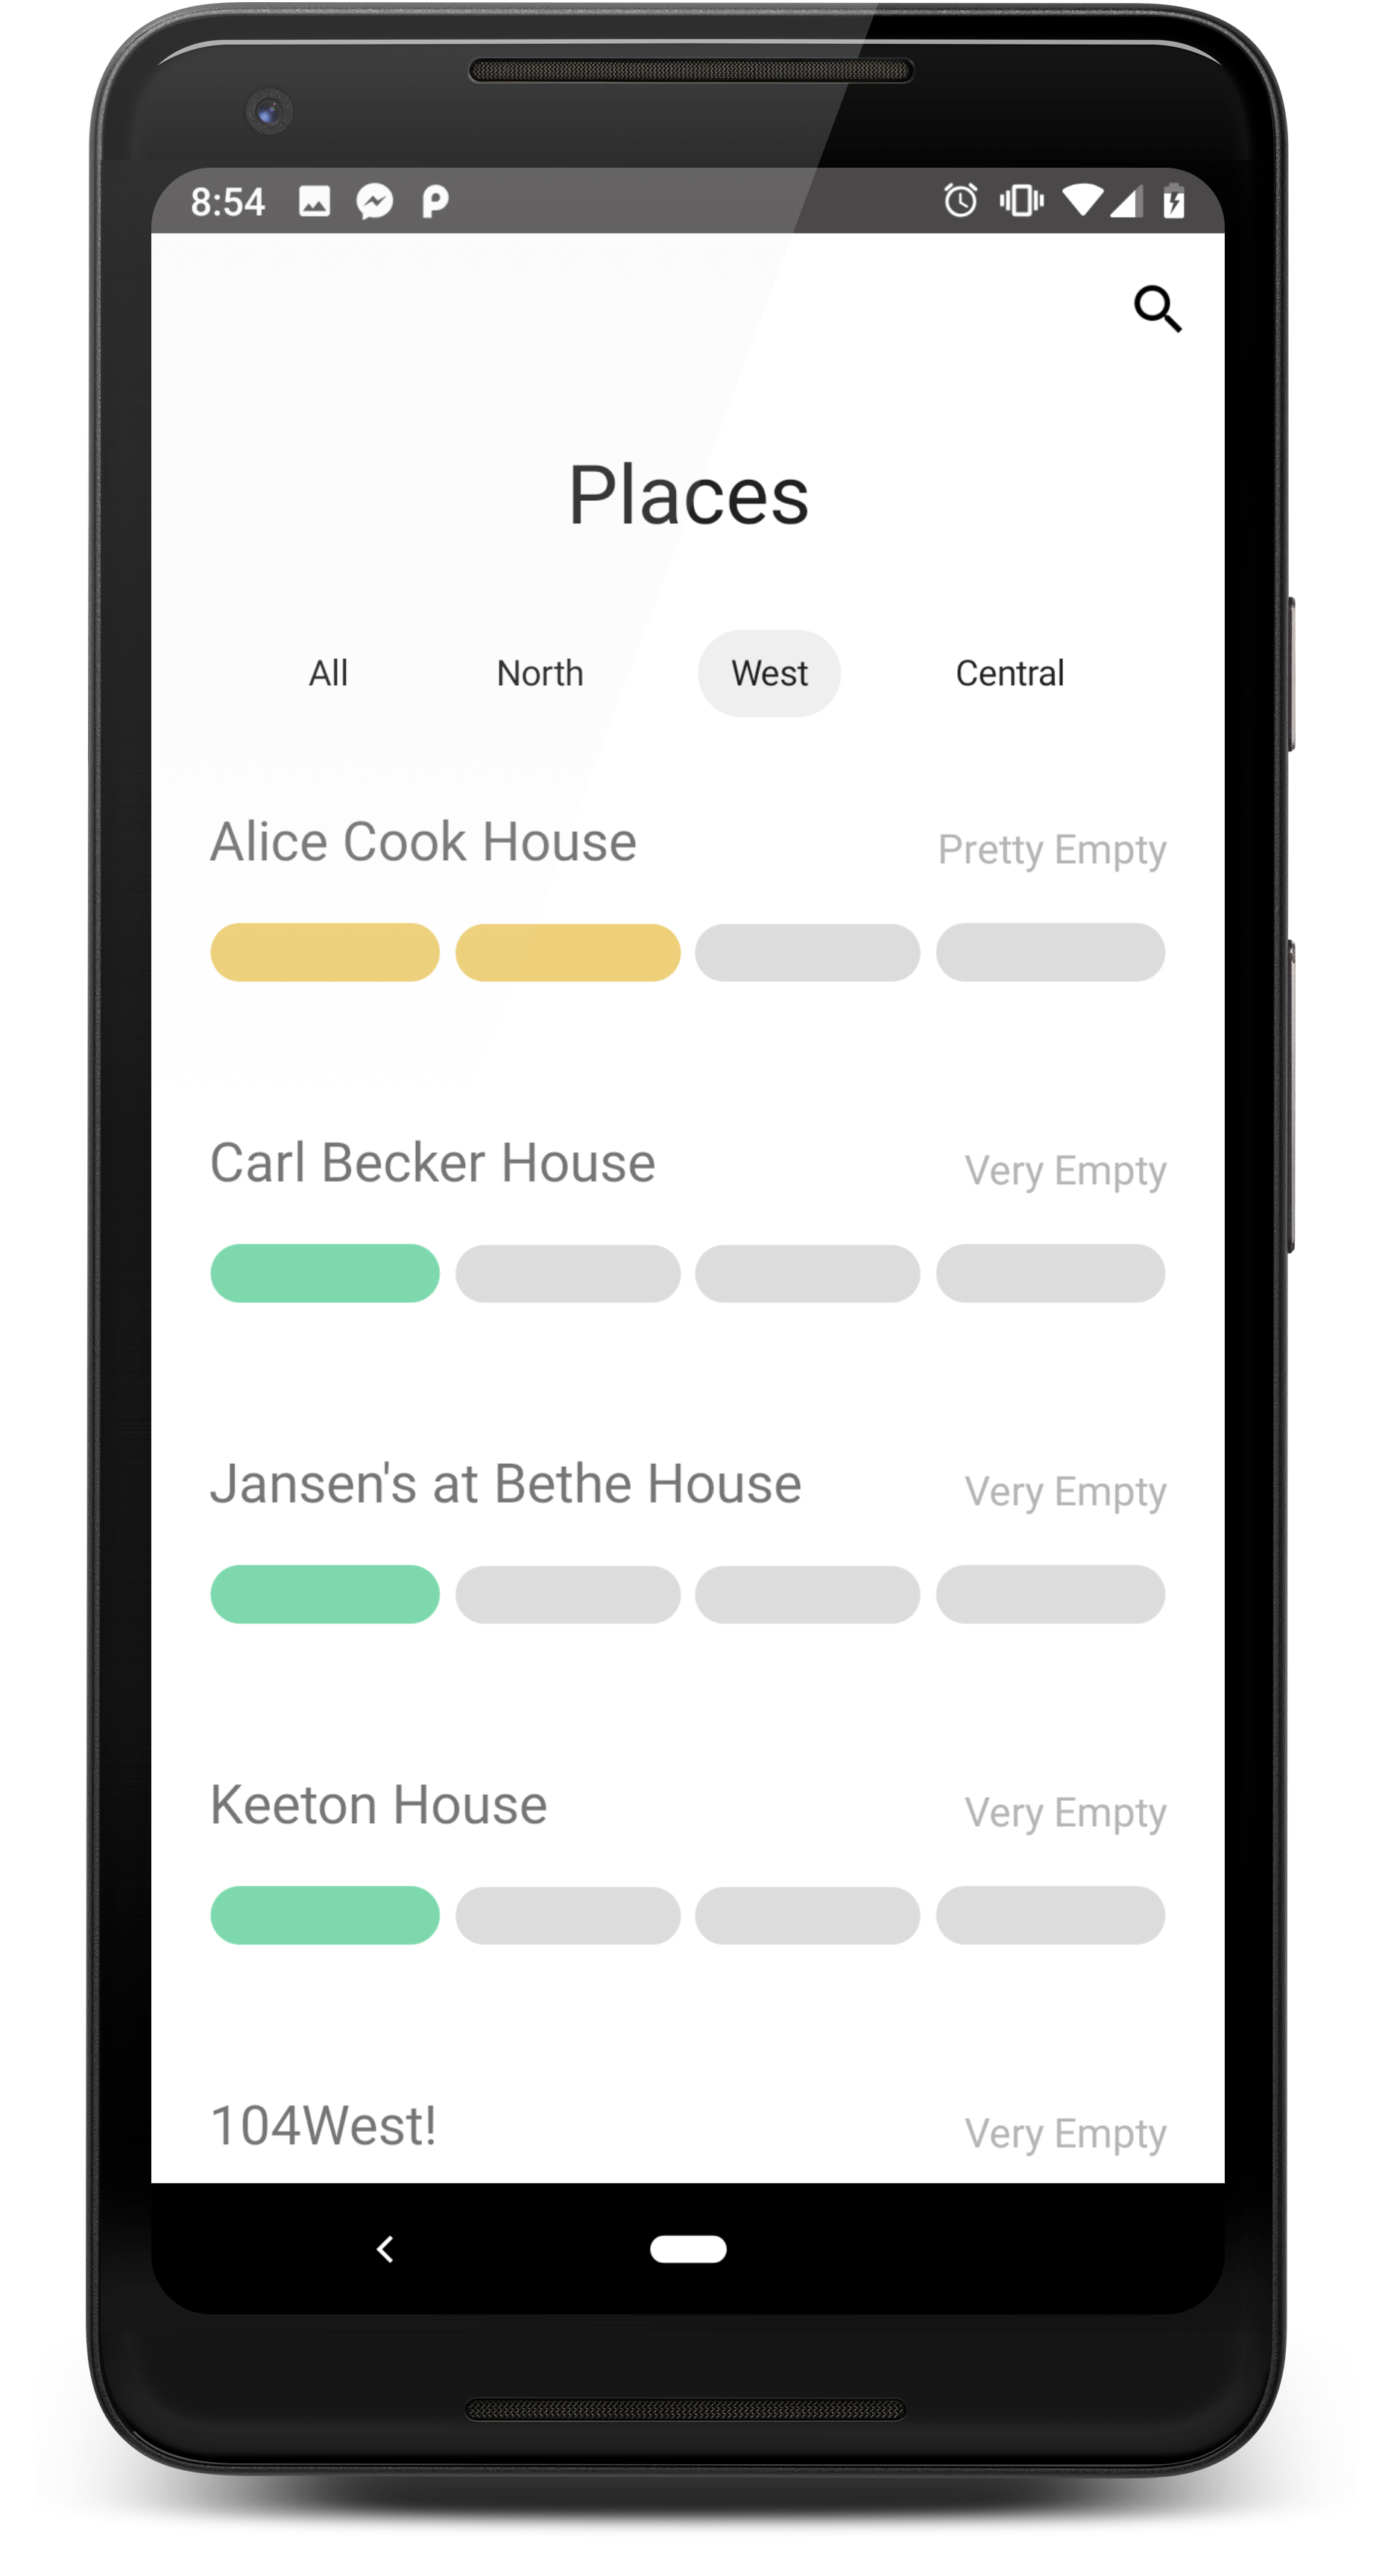 8:54
Places
All North West Central
Alice Cook House Pretty Empty
Carl Becker House Very Empty
Jansen's at Bethe House Very Empty
Keeton House Very Empty
104West! Very Empty